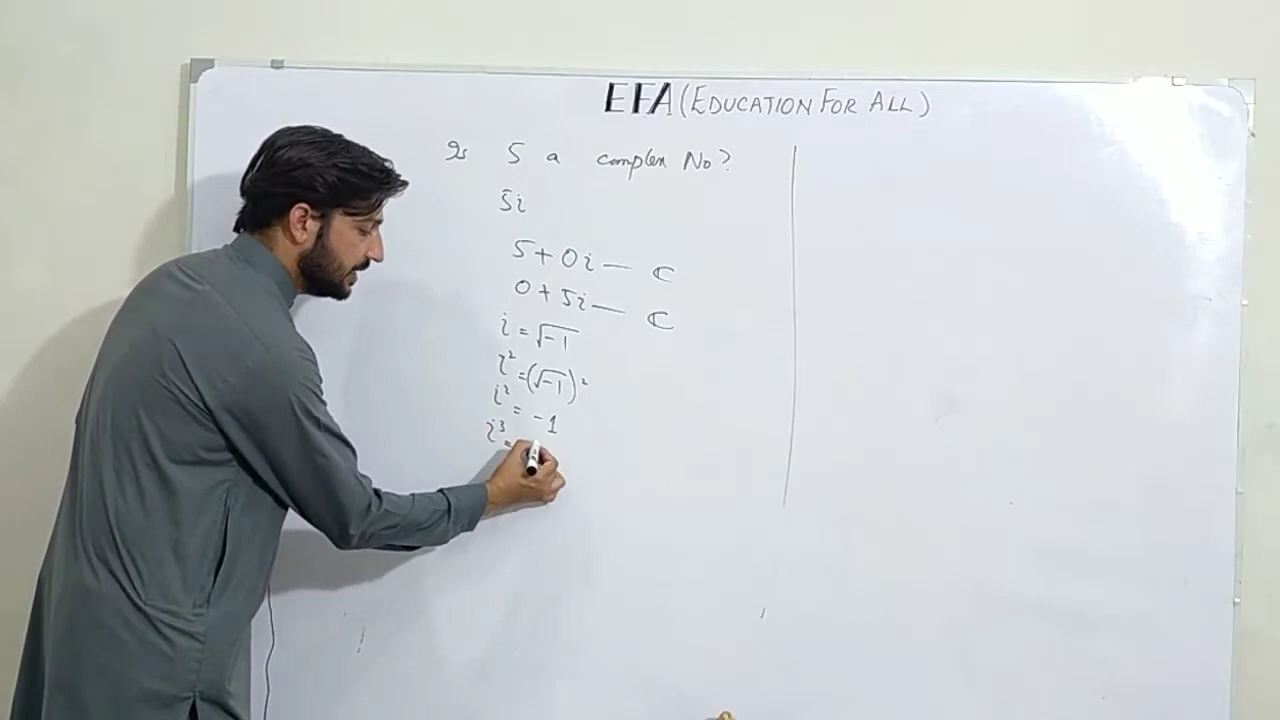 EFA (EDUCATION FOR ALL)
Is 5 a complex No?
5i
5 + 0i — ℂ
0 + 5i — ℂ
i = √-1
i² = (√-1)²
i² = -1
i³ =